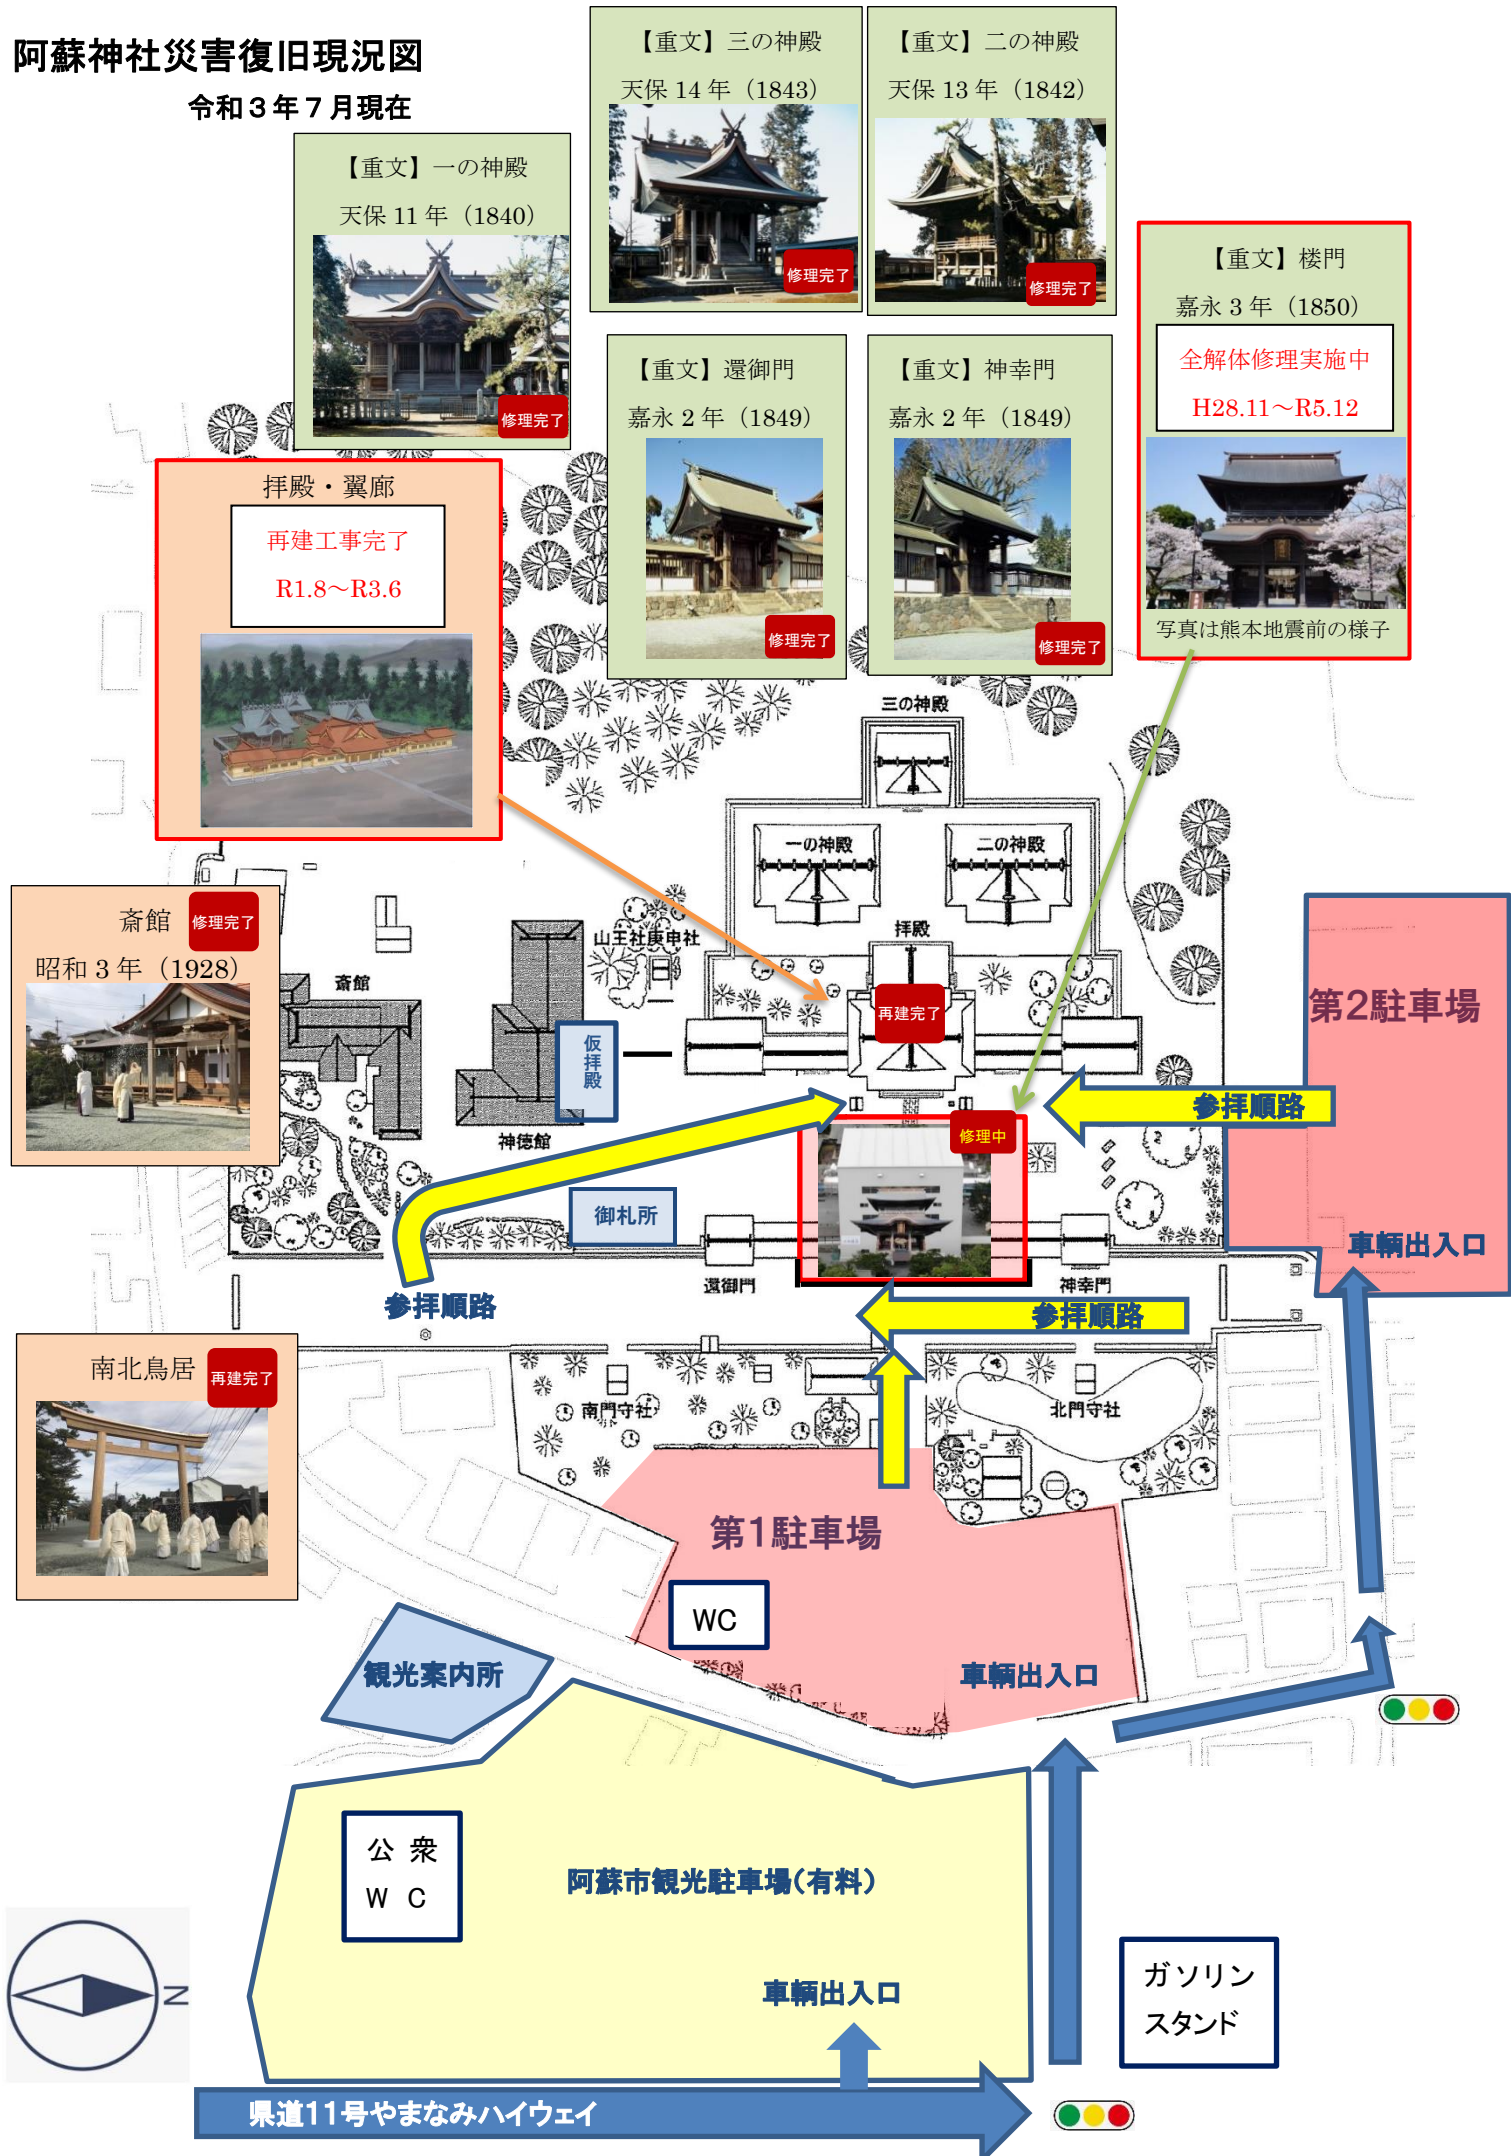 阿蘇神社災害復旧現況図
令和3年7月現在
【重文】三の神殿
天保 14 年（1843）
修理完了
【重文】二の神殿
天保 13 年（1842）
修理完了
【重文】一の神殿
天保 11 年（1840）
修理完了
【重文】楼門
嘉永 3 年（1850）
全解体修理実施中
H28.11～R5.12
写真は熊本地震前の様子
【重文】還御門
嘉永 2 年（1849）
修理完了
【重文】神幸門
嘉永 2 年（1849）
修理完了
拝殿・翼廊
再建工事完了
R1.8～R3.6
三の神殿
一の神殿
二の神殿
拝殿
再建完了
斎館
修理完了
昭和 3 年（1928）
山王社庚申社
斎館
仮拝殿
神徳館
第2駐車場
参拝順路
修理中
御札所
車輌出入口
還御門
神幸門
参拝順路
参拝順路
南北鳥居
再建完了
南門守社
北門守社
第1駐車場
WC
観光案内所
車輌出入口
公 衆
W C
阿蘇市観光駐車場(有料)
車輌出入口
ガソリン
スタンド
N
県道11号やまなみハイウェイ